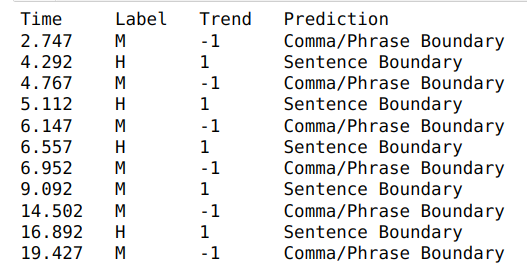 Time Label Trend Prediction
2.747 M -1 Comma/Phrase Boundary
4.292 H 1 Sentence Boundary
4.767 M -1 Comma/Phrase Boundary
5.112 H 1 Sentence Boundary
6.147 M -1 Comma/Phrase Boundary
6.557 H 1 Sentence Boundary
6.952 M -1 Comma/Phrase Boundary
9.092 M 1 Sentence Boundary
14.502 M -1 Comma/Phrase Boundary
16.892 H 1 Sentence Boundary
19.427 M -1 Comma/Phrase Boundary